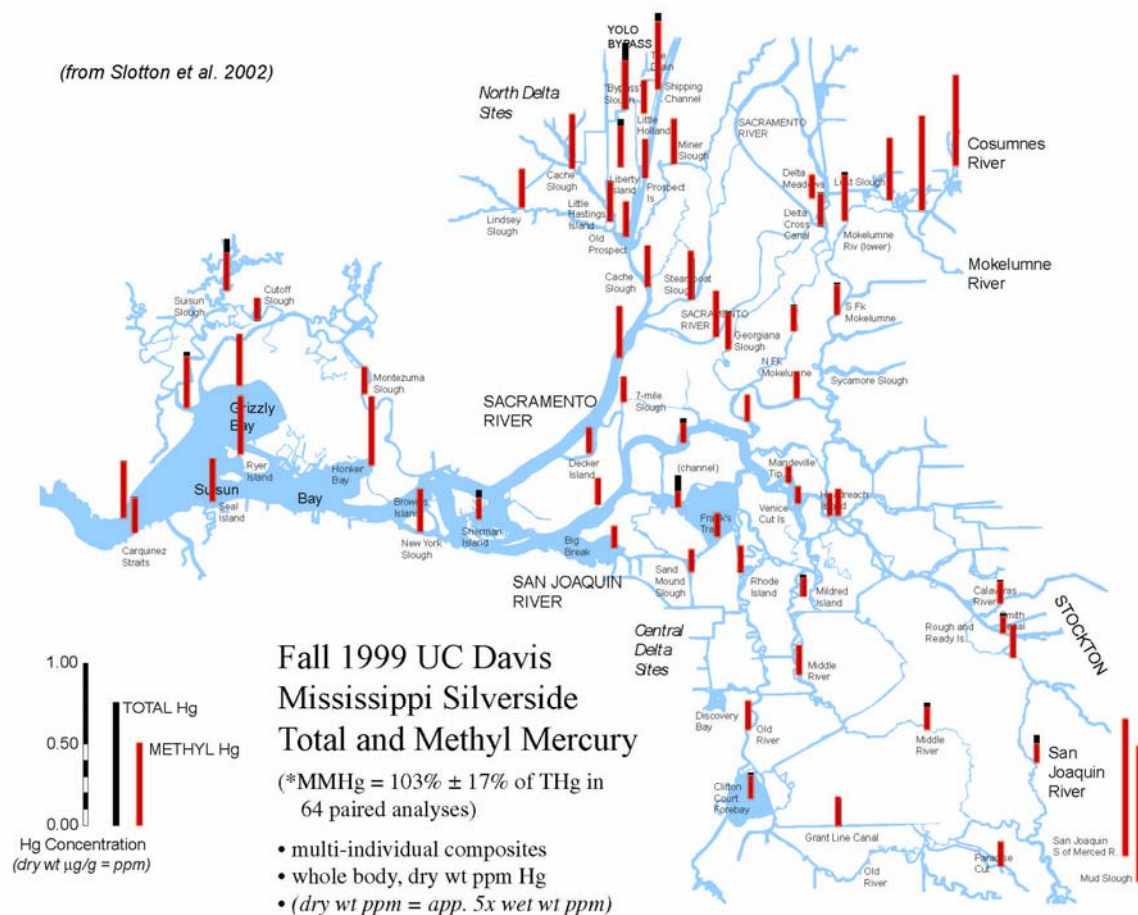 (from Slotton et al. 2002)
YOLO
BYPASS
North Delta
Sites
"Bypass"
Slough
Shipping
Channel
Little
Holland
Miner
Slough
SACRAMENTO
RIVER
Cosumnes
River
Cache
Slough
Liberty
Island
Prospect
Is
Delta
Meadows
Lost Slough
Lindsey
Slough
Little
Hastings
Island
Old
Prospect
Delta
Cross
Canal
Mokelumne
Riv (lower)
Mokelumne
River
Suisun
Slough
Cutoff
Slough
Cache
Slough
Steamboat
Slough
SACRAMENTO
RIVER
Georgiana
Slough
S Fk
Mokelumne
N Fk
Mokelumne
Sycamore Slough
Montezuma
Slough
7-mile
Slough
SACRAMENTO
RIVER
Grizzly
Bay
Ryer
Island
Honker
Bay
Decker
Island
(channel)
Mandeville
Tip
Suisun
Bay
Seal
Island
Browns
Island
Sherman
Island
Frank's
Tract
Venice
Cut Is
Headreach
Island
Carquinez
Straits
New York
Slough
Big
Break
SAN JOAQUIN
RIVER
Sand
Mound
Slough
Rhode
Island
Mildred
Island
Calaveras
River
Smith
Canal
Rough and
Ready Is.
STOCKTON
Central
Delta
Sites
Middle
River
Discovery
Bay
Old
River
Middle
River
San
Joaquin
River
Clifton
Court
Forebay
Grant Line Canal
San Joaquin
S of Merced R.
Old
River
Paradise
Cut
Mud Slough
1.00
TOTAL Hg
METHYL Hg
0.50
0.00
Hg Concentration
(dry wt µg/g = ppm)
Fall 1999 UC Davis
Mississippi Silverside
Total and Methyl Mercury
(*MMHg = 103% ± 17% of THg in
64 paired analyses)
• multi-individual composites
• whole body, dry wt ppm Hg
• (dry wt ppm = app. 5x wet wt ppm)